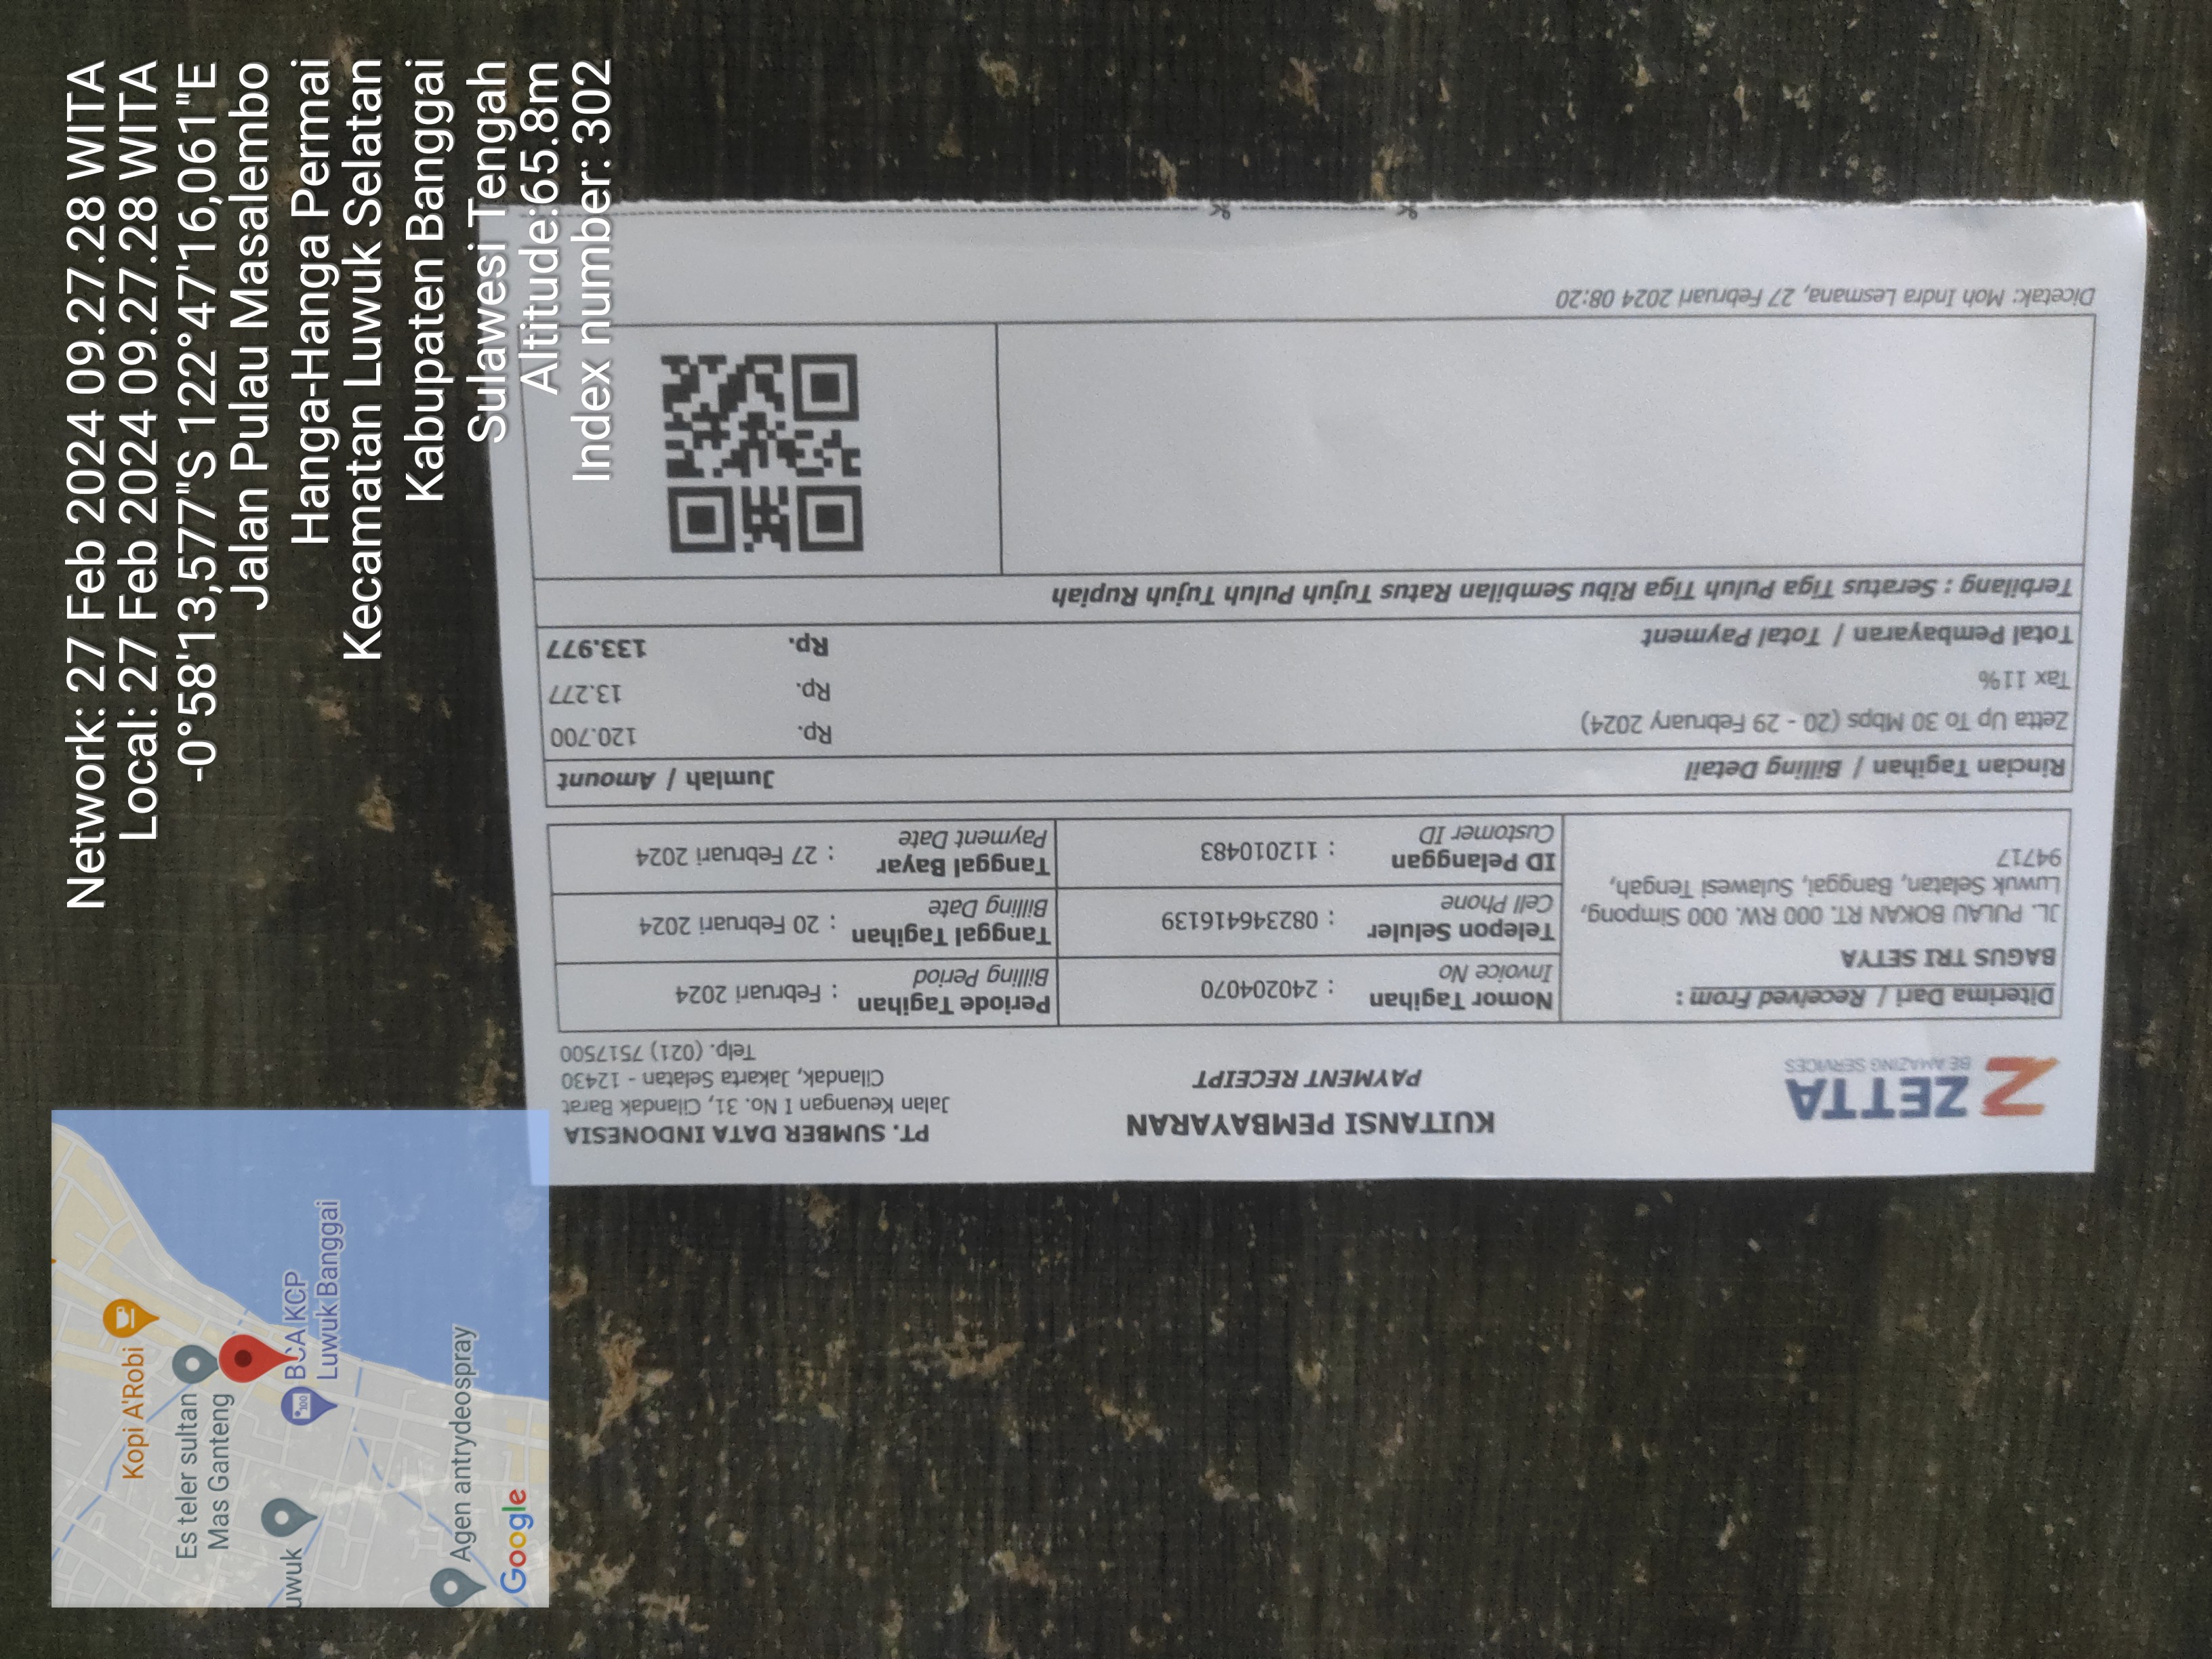 Network: 27 Feb 2024 09.27.28 WITA
Local: 27 Feb 2024 09.27.28 WITA
-0°58'13,577"S 122°47'16,061"E
Jalan Pulau Masalembo
Hanga-Hanga Permai
Kecamatan Luwuk Selatan
Kabupaten Banggai
Sulawesi Tengah
Altitude:65.8m
Index number: 302
ZETTA
BE AMAZING SERVICES
KUITANSI PEMBAYARAN
PAYMENT RECEIPT
PT. SUMBER DATA INDONESIA
Jalan Keuangan I No. 31, Cilandak Barat
Cilandak, Jakarta Selatan - 12430
Telp. (021) 7517500
Diterima Dari / Received From :
BAGUS TRI SETYA
JL. PULAU BOKAN RT. 000 RW. 000 Simpong,
Luwuk Selatan, Banggai, Sulawesi Tengah,
94717
Nomor Tagihan : 240204070
Invoice No
Telepon Seluler : 082346416139
Cell Phone
ID Pelanggan : 112010483
Customer ID
Periode Tagihan : Februari 2024
Billing Period
Tanggal Tagihan : 20 Februari 2024
Billing Date
Tanggal Bayar : 27 Februari 2024
Payment Date
Rincian Tagihan / Billing Detail Jumlah / Amount
Zetta Up To 30 Mbps (20 - 29 February 2024) Rp. 120.700
Tax 11% Rp. 13.277
Total Pembayaran / Total Payment Rp. 133.977
Terbilang : Seratus Tiga Puluh Tiga Ribu Sembilan Ratus Tujuh Puluh Tujuh Rupiah
Dicetak: Moh Indra Lesmana, 27 Februari 2024 08:20
Kopi A'Robi
Es teler sultan
Mas Ganteng
BCA KCP
Luwuk Banggai
uwuk
Agen antrydeospray
Google